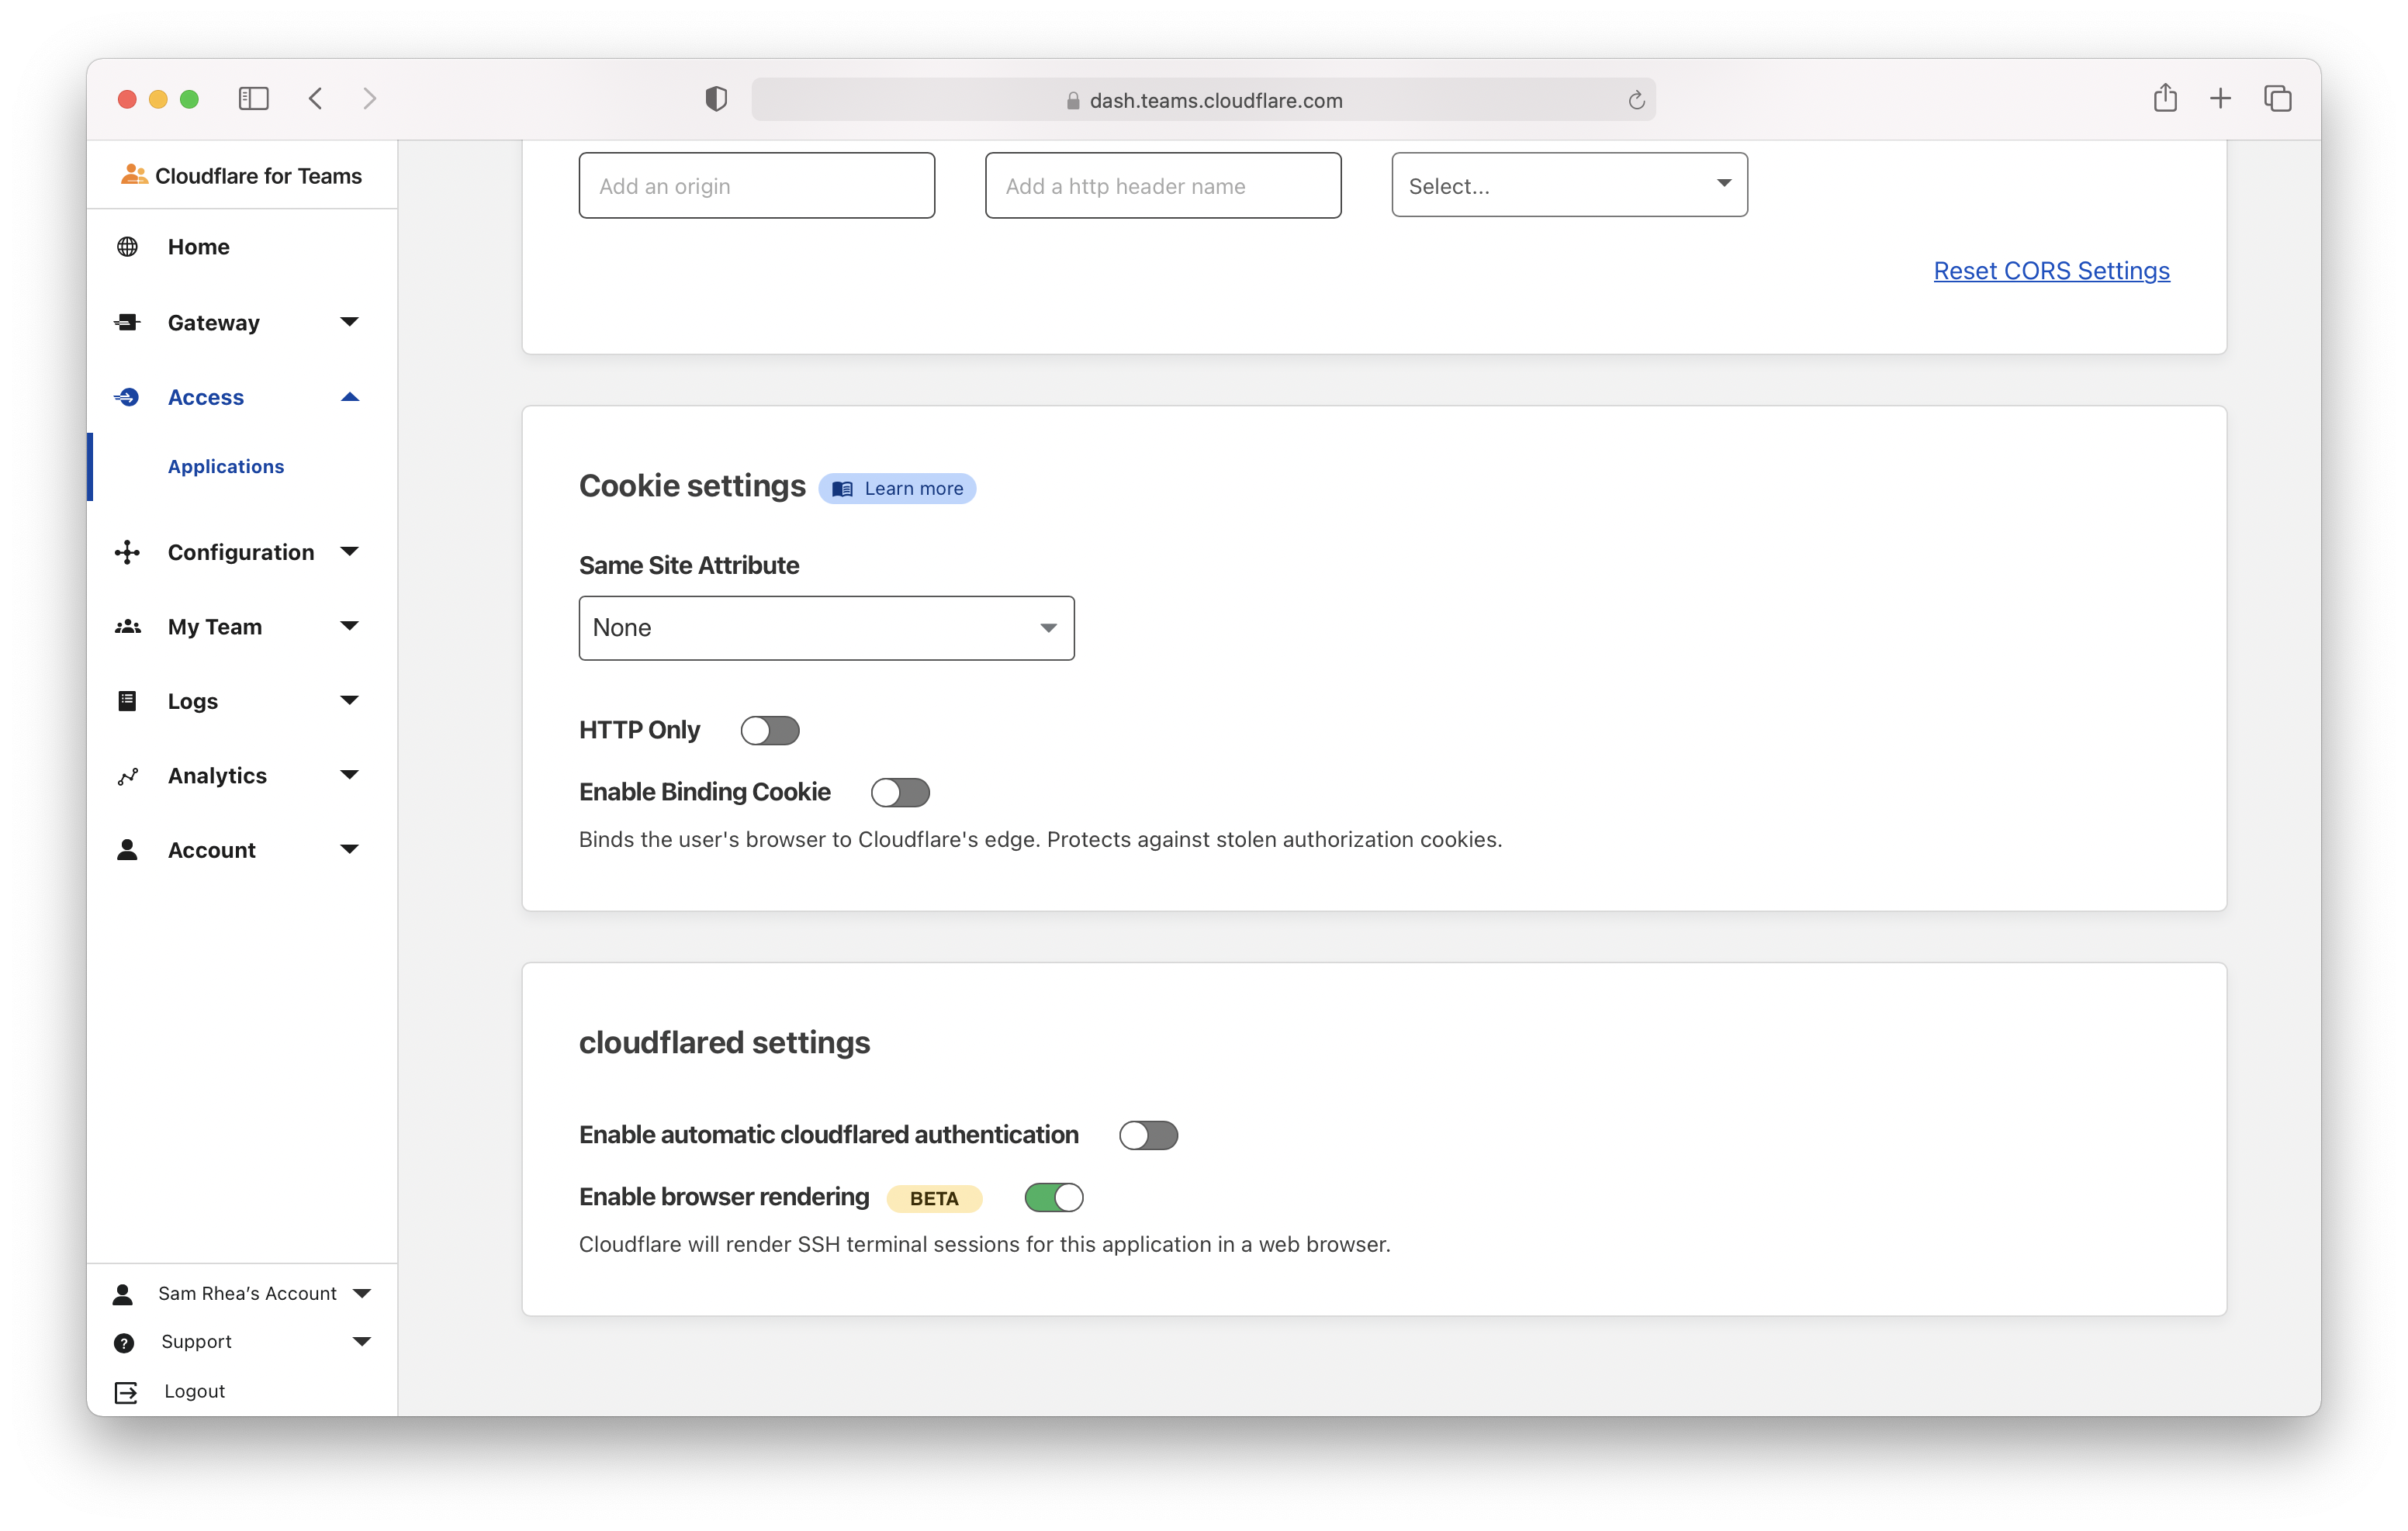 dash.teams.cloudflare.com
Cloudflare for Teams
Home
Gateway
Access
Applications
Configuration
My Team
Logs
Analytics
Account
Sam Rhea's Account
Support
Logout
Add an origin
Add a http header name
Select...
Reset CORS Settings
Cookie settings
Learn more
Same Site Attribute
None
HTTP Only
Enable Binding Cookie
Binds the user's browser to Cloudflare's edge. Protects against stolen authorization cookies.
cloudflared settings
Enable automatic cloudflared authentication
Enable browser rendering BETA
Cloudflare will render SSH terminal sessions for this application in a web browser.